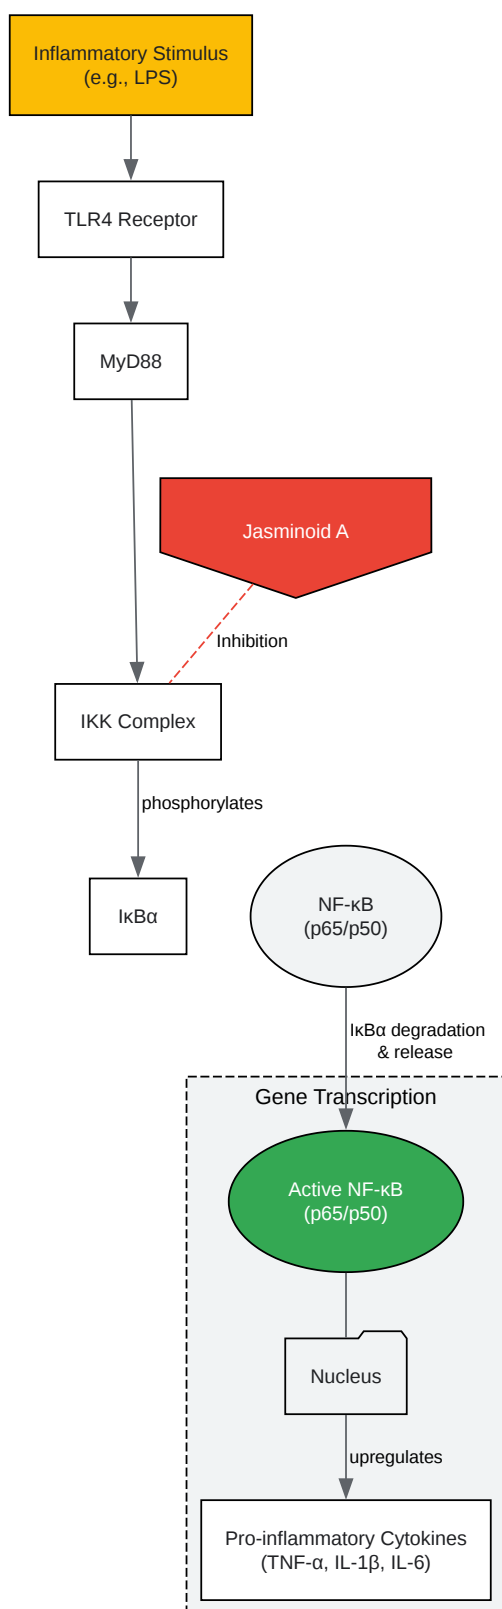 Inflammatory Stimulus
(e.g., LPS)
TLR4 Receptor
MyD88
Jasminoid A
Inhibition
IKK Complex
phosphorylates
IκBα
NF-κB
(p65/p50)
IκBα degradation
& release
Gene Transcription
Active NF-κB
(p65/p50)
Nucleus
upregulates
Pro-inflammatory Cytokines
(TNF-α, IL-1β, IL-6)